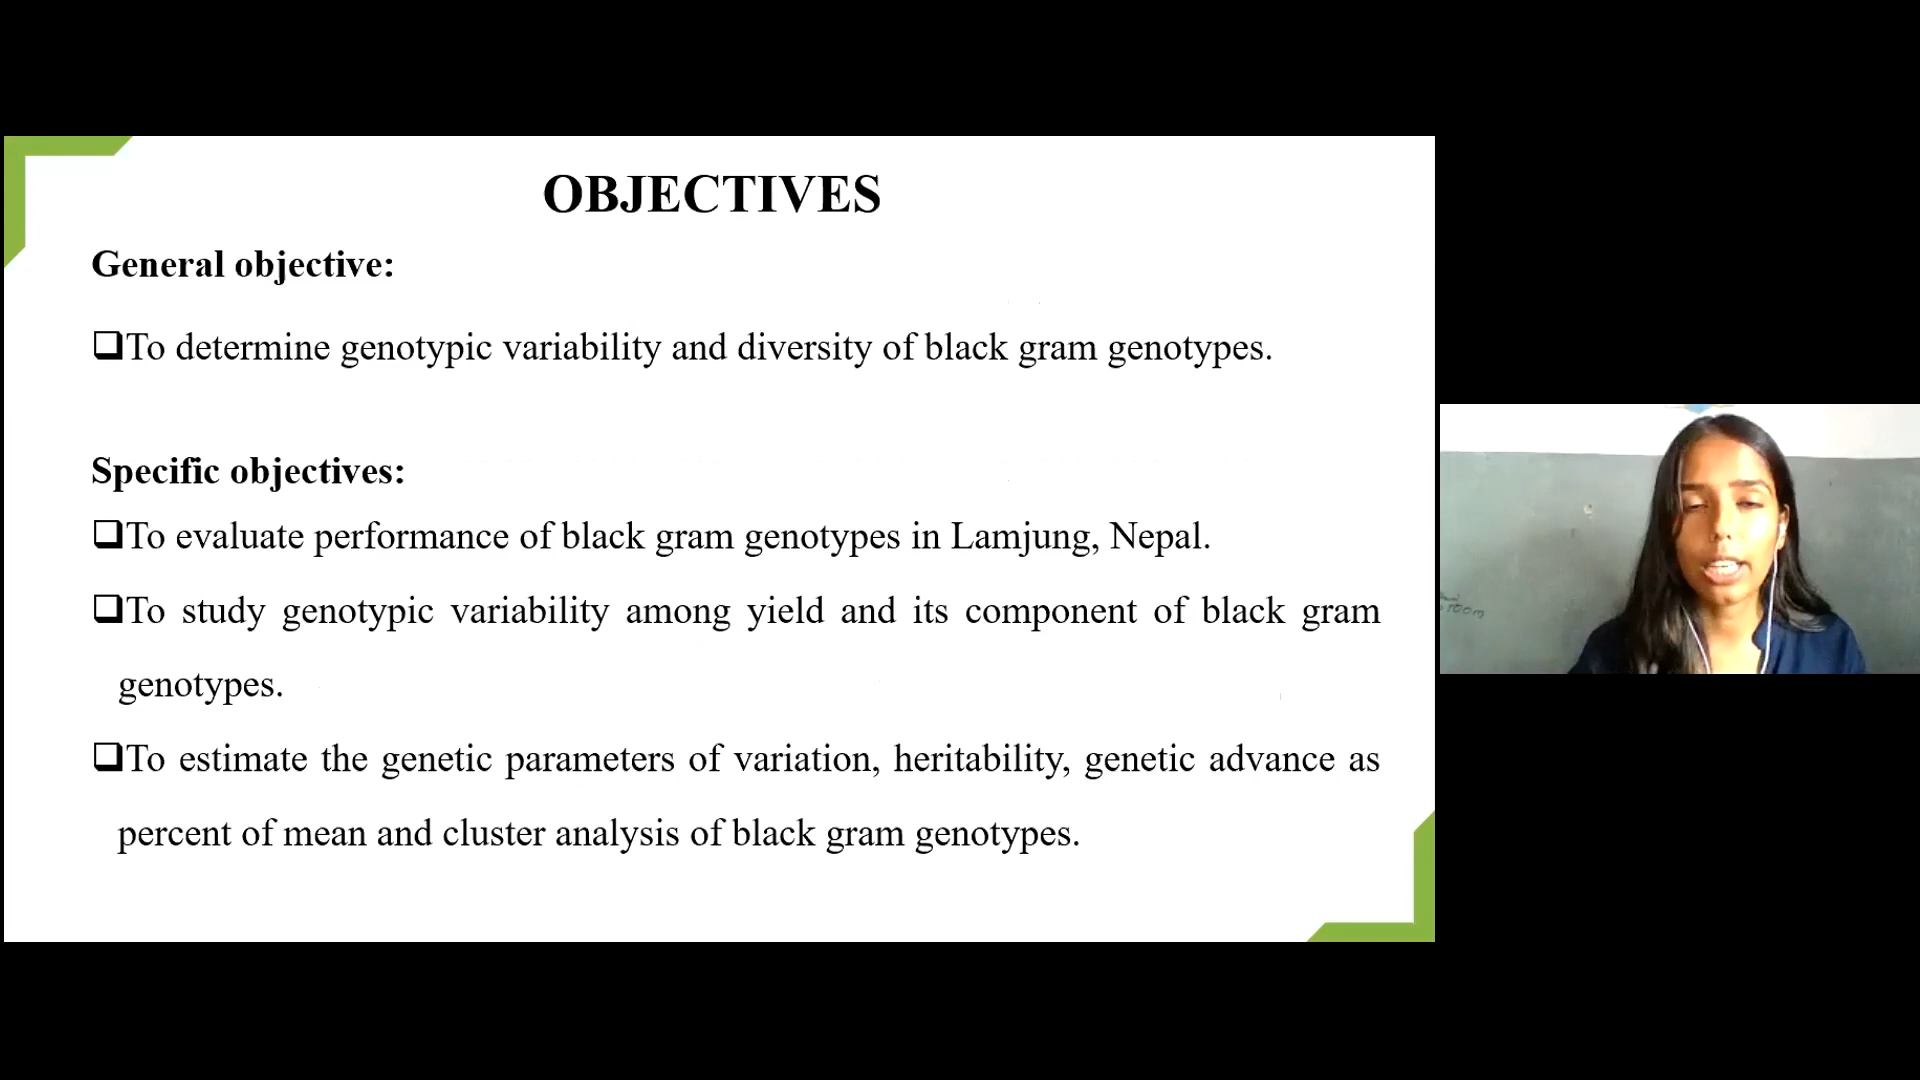 OBJECTIVES
General objective:
❑To determine genotypic variability and diversity of black gram genotypes.
Specific objectives:
❑To evaluate performance of black gram genotypes in Lamjung, Nepal.
❑To study genotypic variability among yield and its component of black gram
genotypes.
❑To estimate the genetic parameters of variation, heritability, genetic advance as
percent of mean and cluster analysis of black gram genotypes.